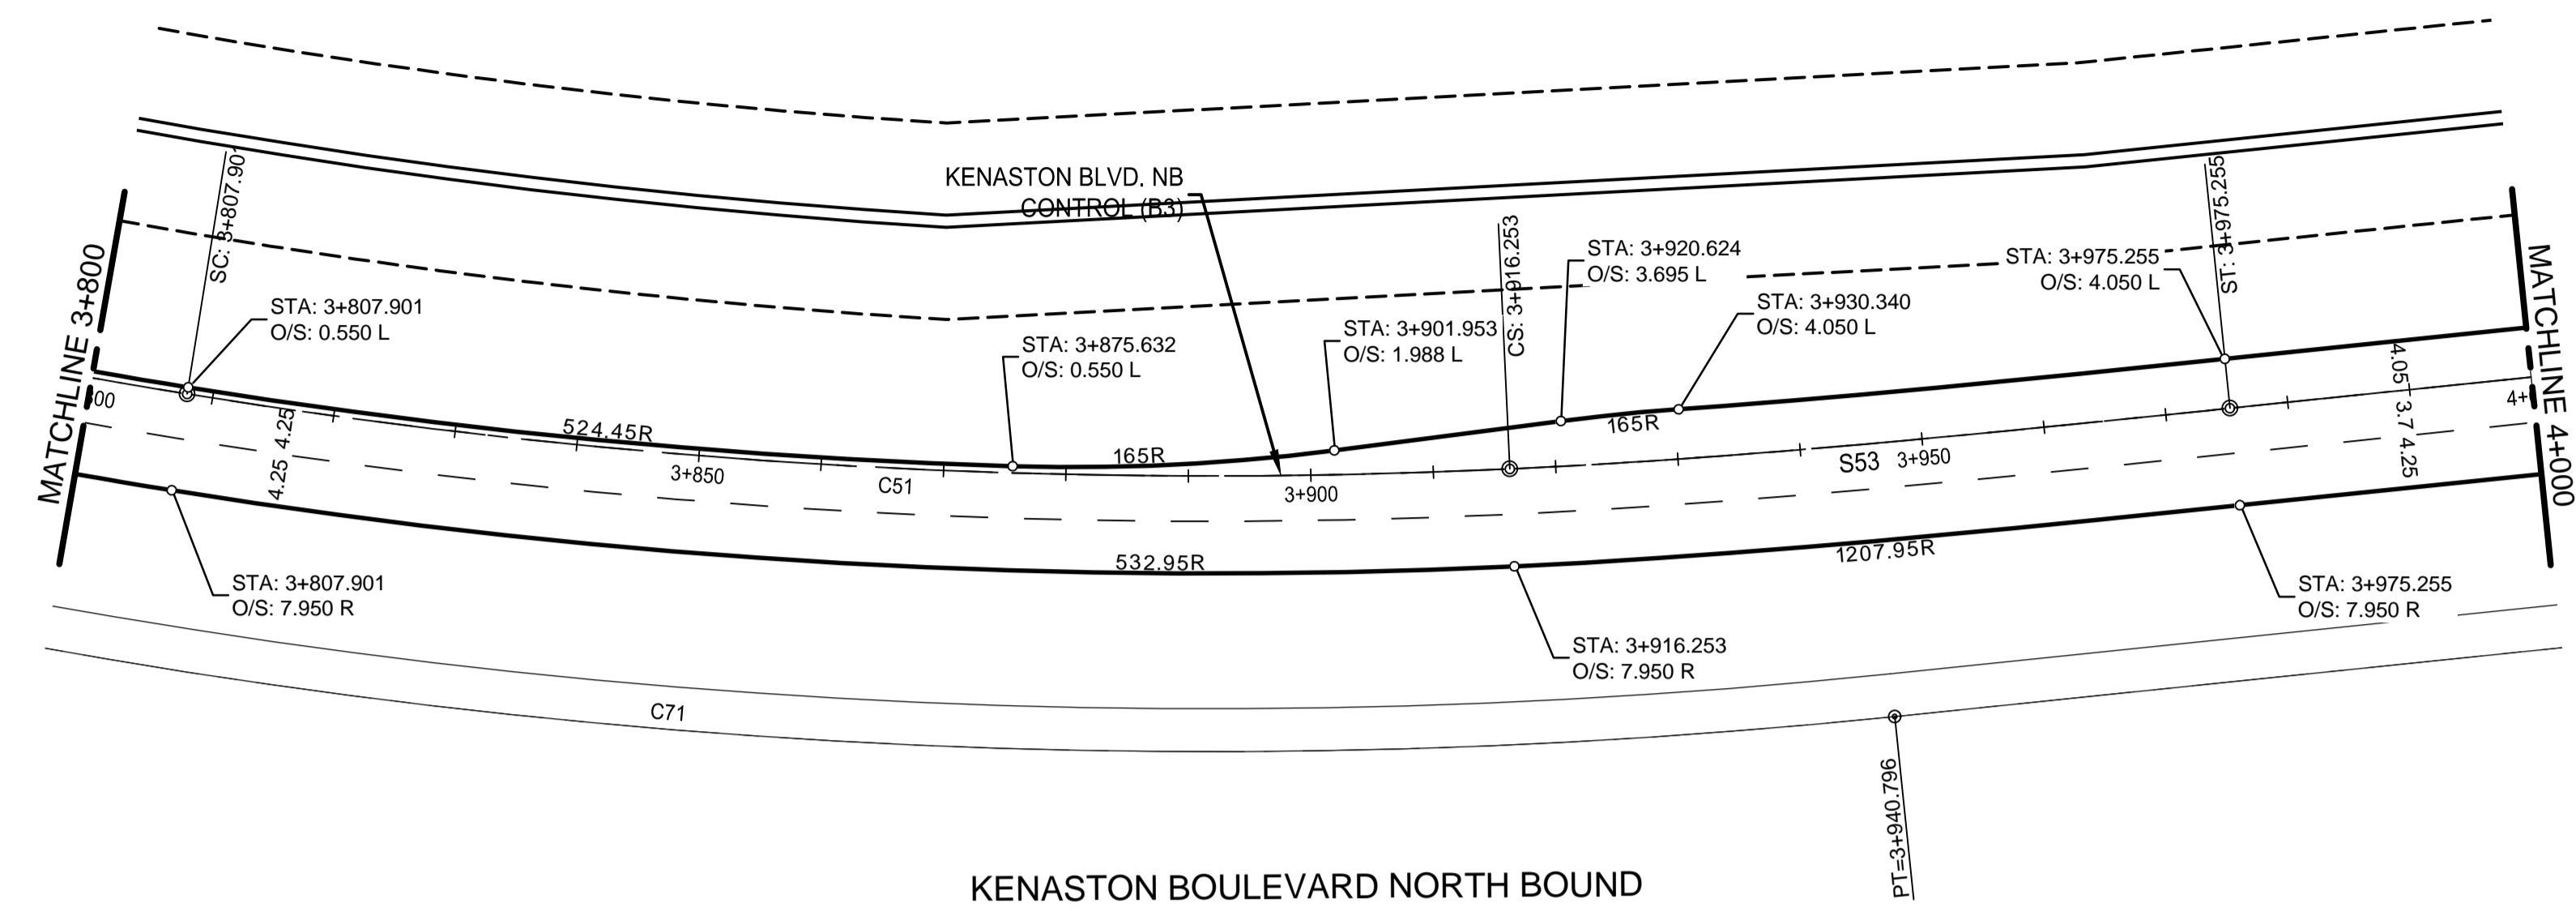 KENASTON BLVD. NB
CONTROL (B3)
SC: 3+807.901
CS: 3+916.253
ST: 3+975.255
MATCHLINE 3+800
MATCHLINE 4+000
STA: 3+807.901
O/S: 0.550 L
STA: 3+875.632
O/S: 0.550 L
STA: 3+901.953
O/S: 1.988 L
STA: 3+920.624
O/S: 3.695 L
STA: 3+930.340
O/S: 4.050 L
STA: 3+975.255
O/S: 4.050 L
4.25 4.25
524.45R
3+850
C51
165R
3+900
165R
S53
3+950
4.05 3.7 4.25
532.95R
1207.95R
STA: 3+807.901
O/S: 7.950 R
STA: 3+916.253
O/S: 7.950 R
STA: 3+975.255
O/S: 7.950 R
C71
PT=3+940.796
KENASTON BOULEVARD NORTH BOUND